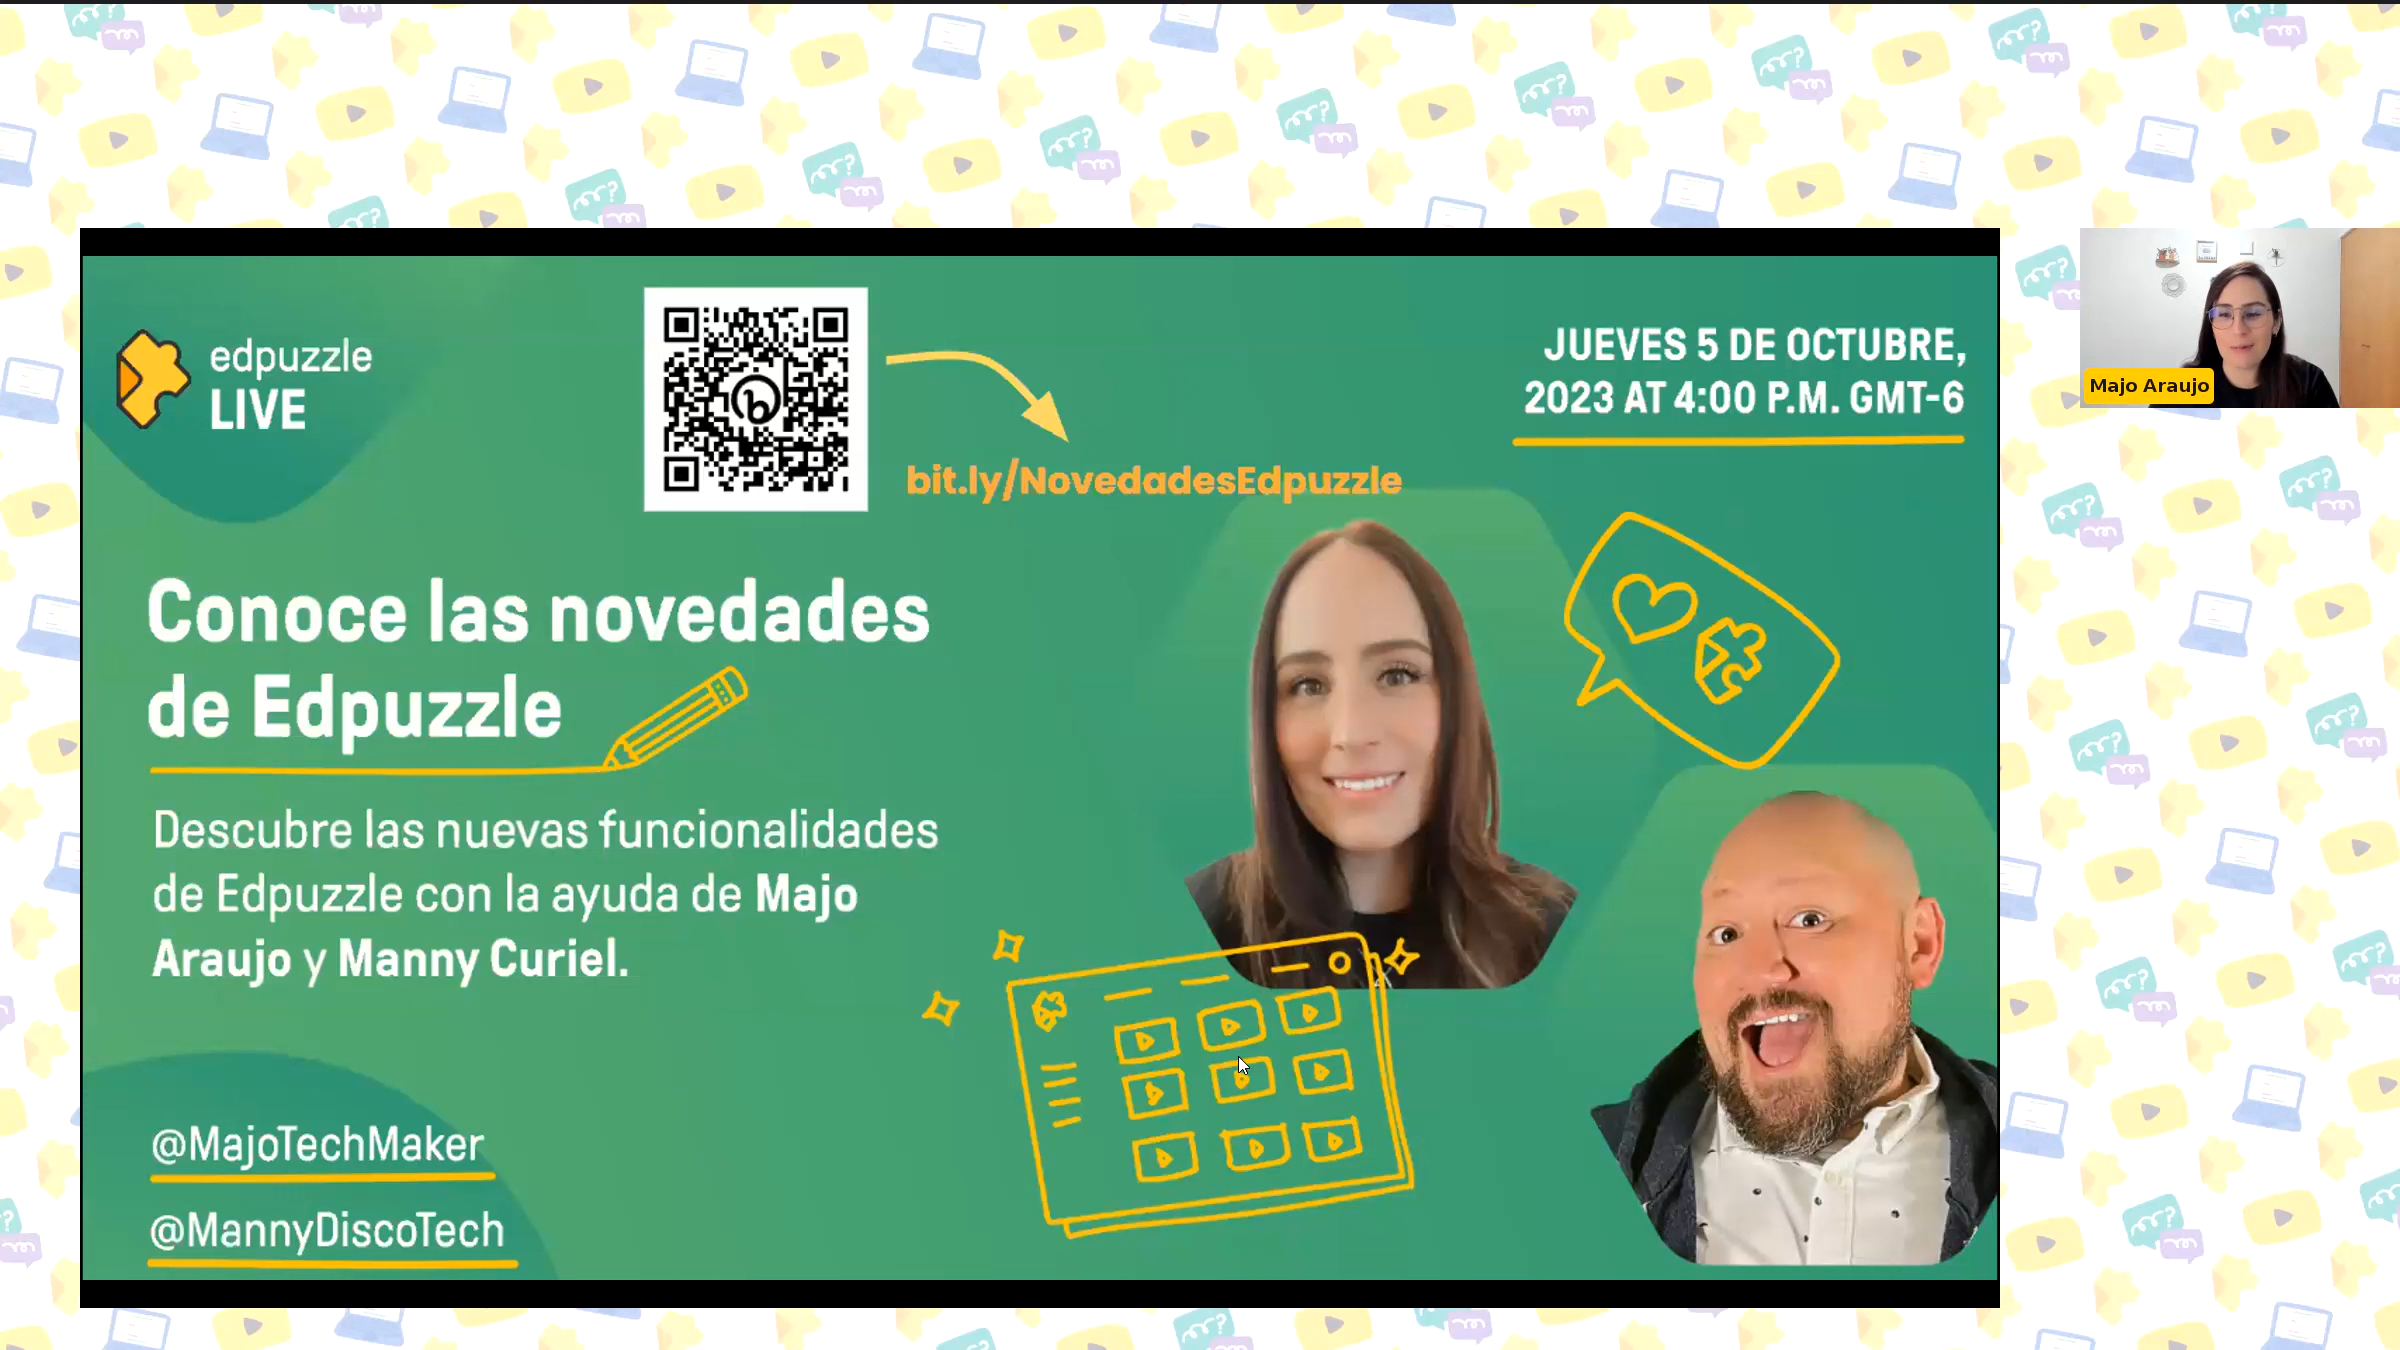 edpuzzle
LIVE
JUEVES 5 DE OCTUBRE,
2023 AT 4:00 P.M. GMT-6
bit.ly/NovedadesEdpuzzle
Majo Araujo
Conoce las novedades
de Edpuzzle
Descubre las nuevas funcionalidades
de Edpuzzle con la ayuda de Majo
Araujo y Manny Curiel.
@MajoTechMaker
@MannyDiscoTech